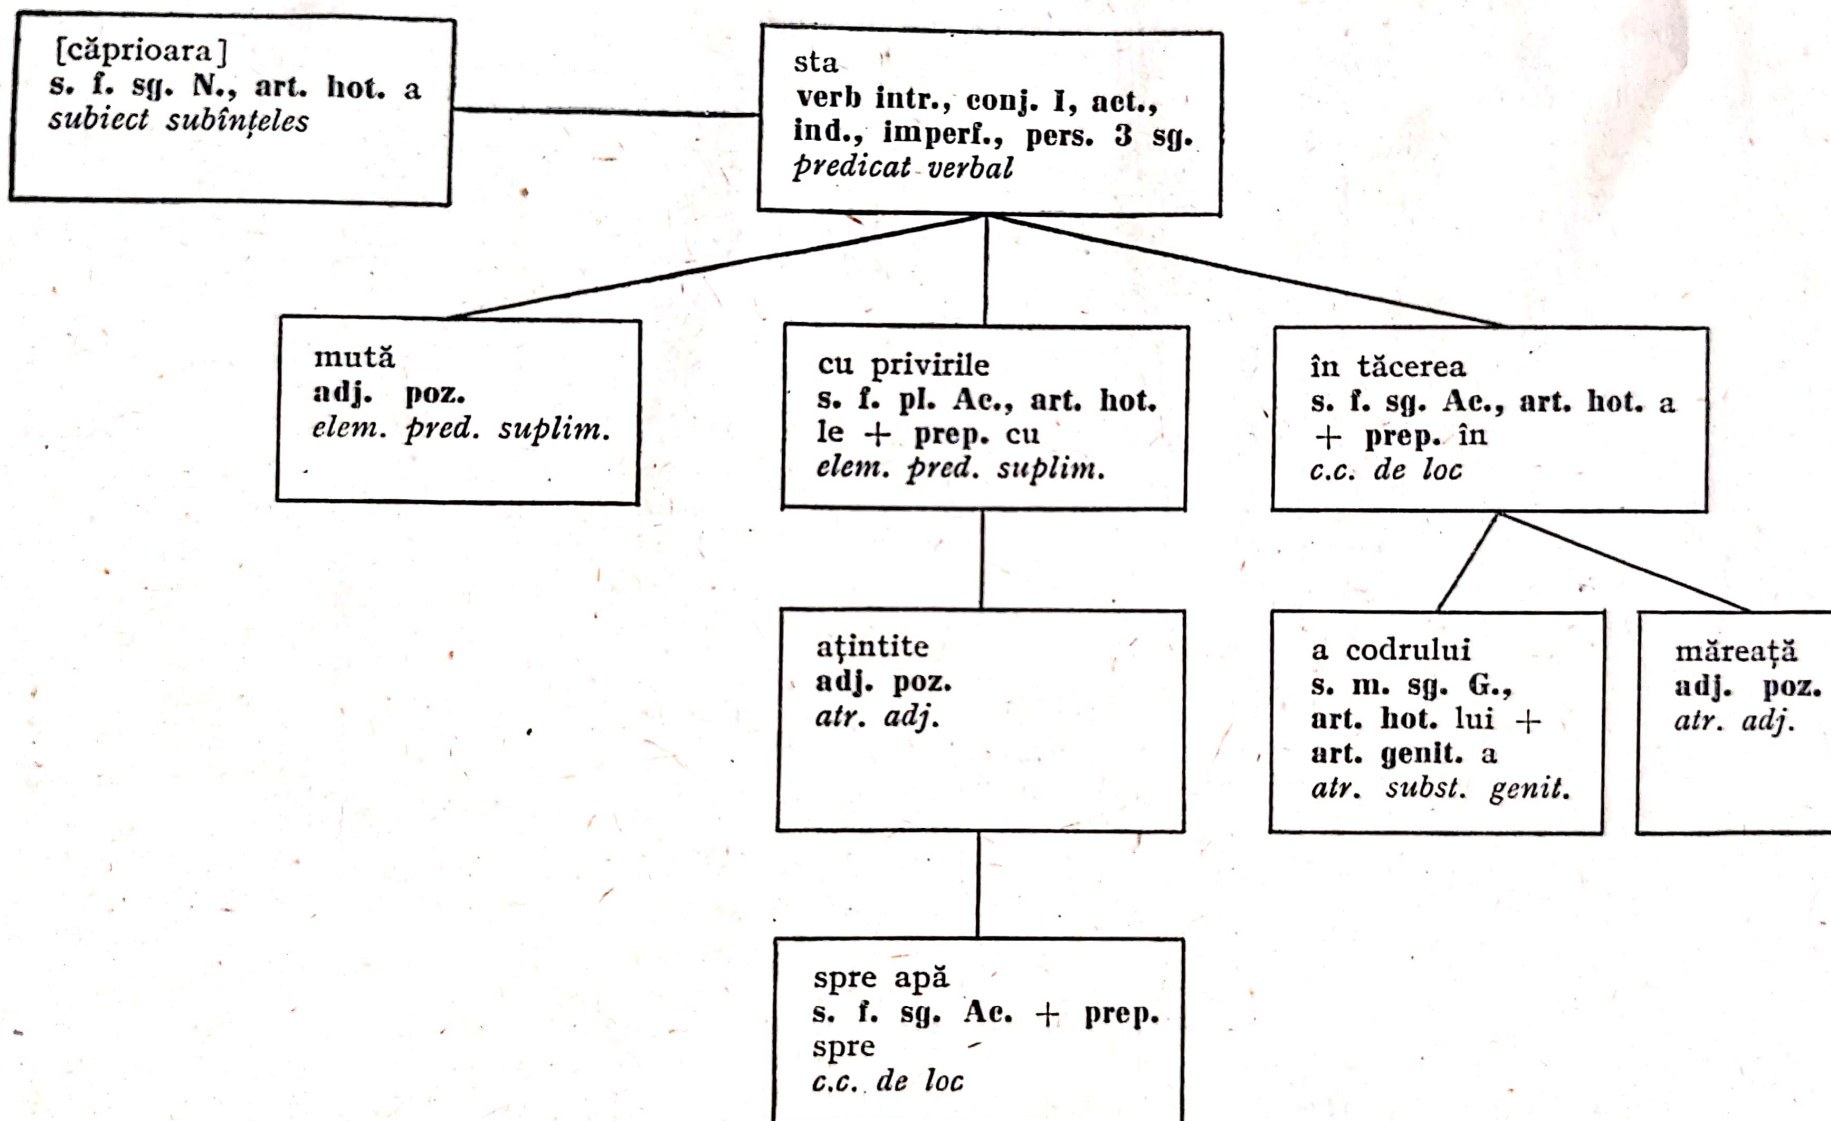 [căprioara]
s. f. sg. N., art. hot. a
subiect subînțeles
sta
verb intr., conj. I, act.,
ind., imperf., pers. 3 sg.
predicat verbal
mută
adj. poz.
elem. pred. suplim.
cu privirile
s. f. pl. Ac., art. hot.
le + prep. cu
elem. pred. suplim.
în tăcerea
s. f. sg. Ac., art. hot. a
+ prep. în
c.c. de loc
ațintite
adj. poz.
atr. adj.
a codrului
s. m. sg. G.,
art. hot. lui +
art. genit. a
atr. subst. genit.
măreață
adj. poz.
atr. adj.
spre apă
s. f. sg. Ac. + prep.
spre
c.c. de loc